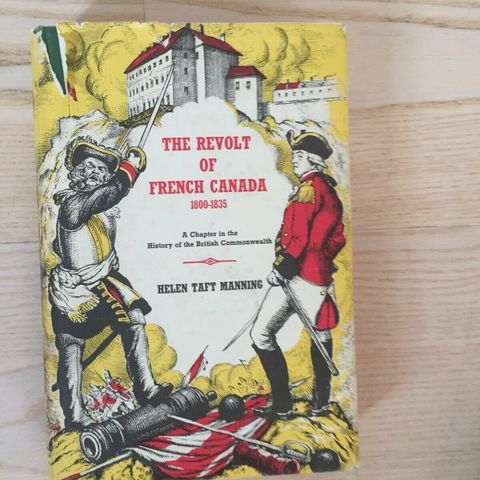 THE REVOLT
OF
FRENCH CANADA
1800-1835
A Chapter in the
History of the British Commonwealth
HELEN TAFT MANNING